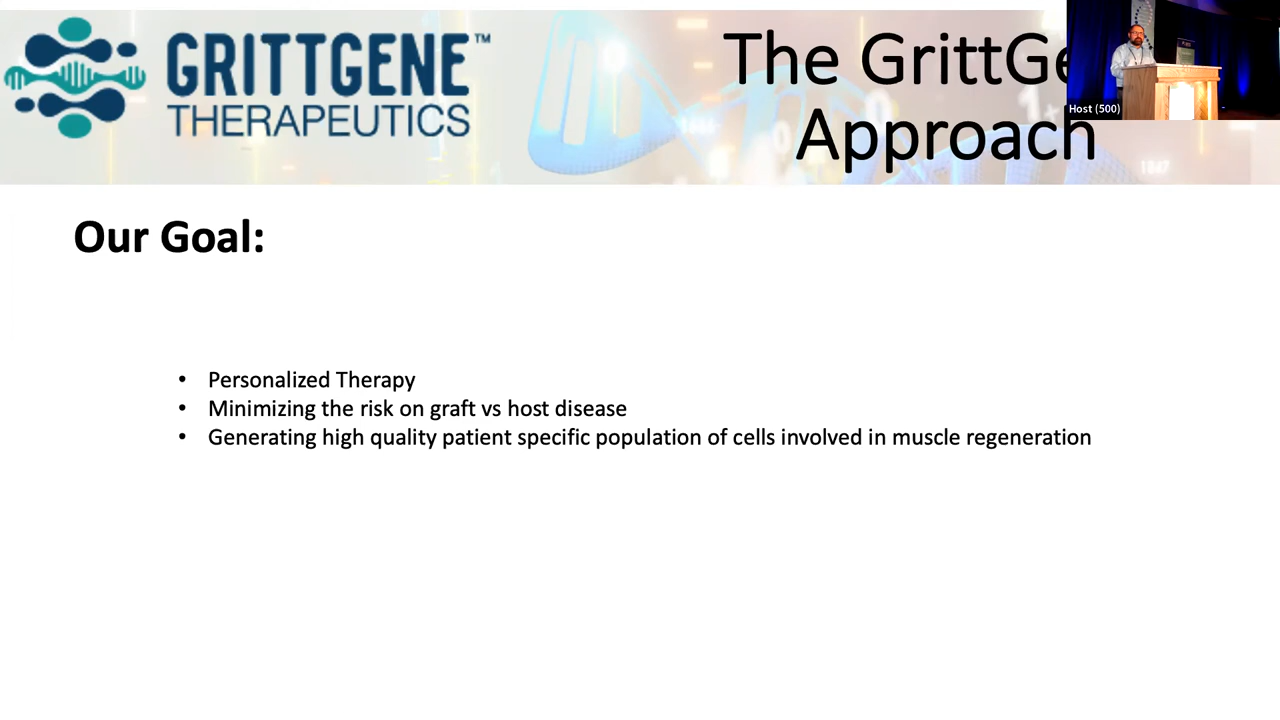 GRITTGENE™
THERAPEUTICS
The GrittGe
Approach
Host (500)
Our Goal:
• Personalized Therapy
• Minimizing the risk on graft vs host disease
• Generating high quality patient specific population of cells involved in muscle regeneration